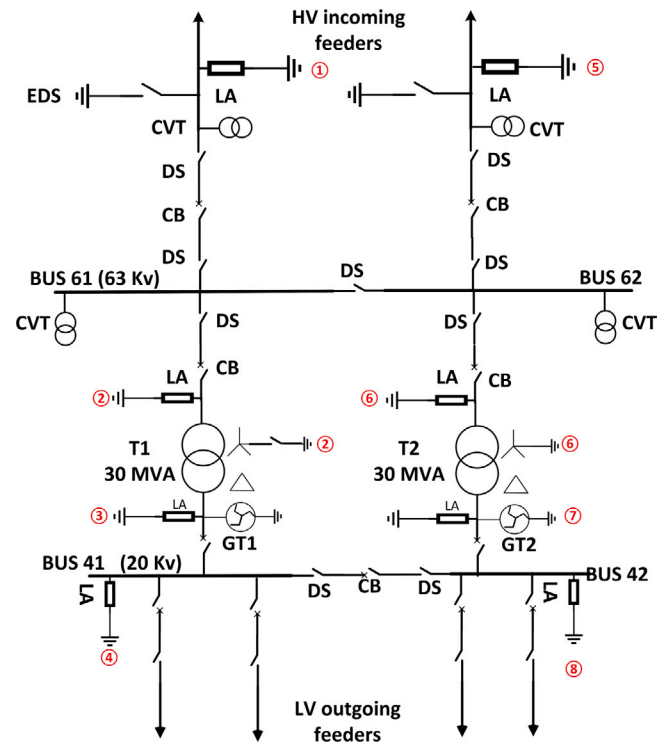 HV incoming
feeders
①
⑤
EDS
LA
LA
CVT
CVT
DS
DS
CB
CB
DS
DS
DS
BUS 61 (63 Kv)
BUS 62
CVT
DS
DS
CVT
LA
CB
LA
CB
②
⑥
T1
30 MVA
②
T2
30 MVA
⑥
③
LA
GT1
LA
GT2
⑦
BUS 41 (20 Kv)
BUS 42
LA
DS
CB
DS
LA
④
⑧
LV outgoing
feeders